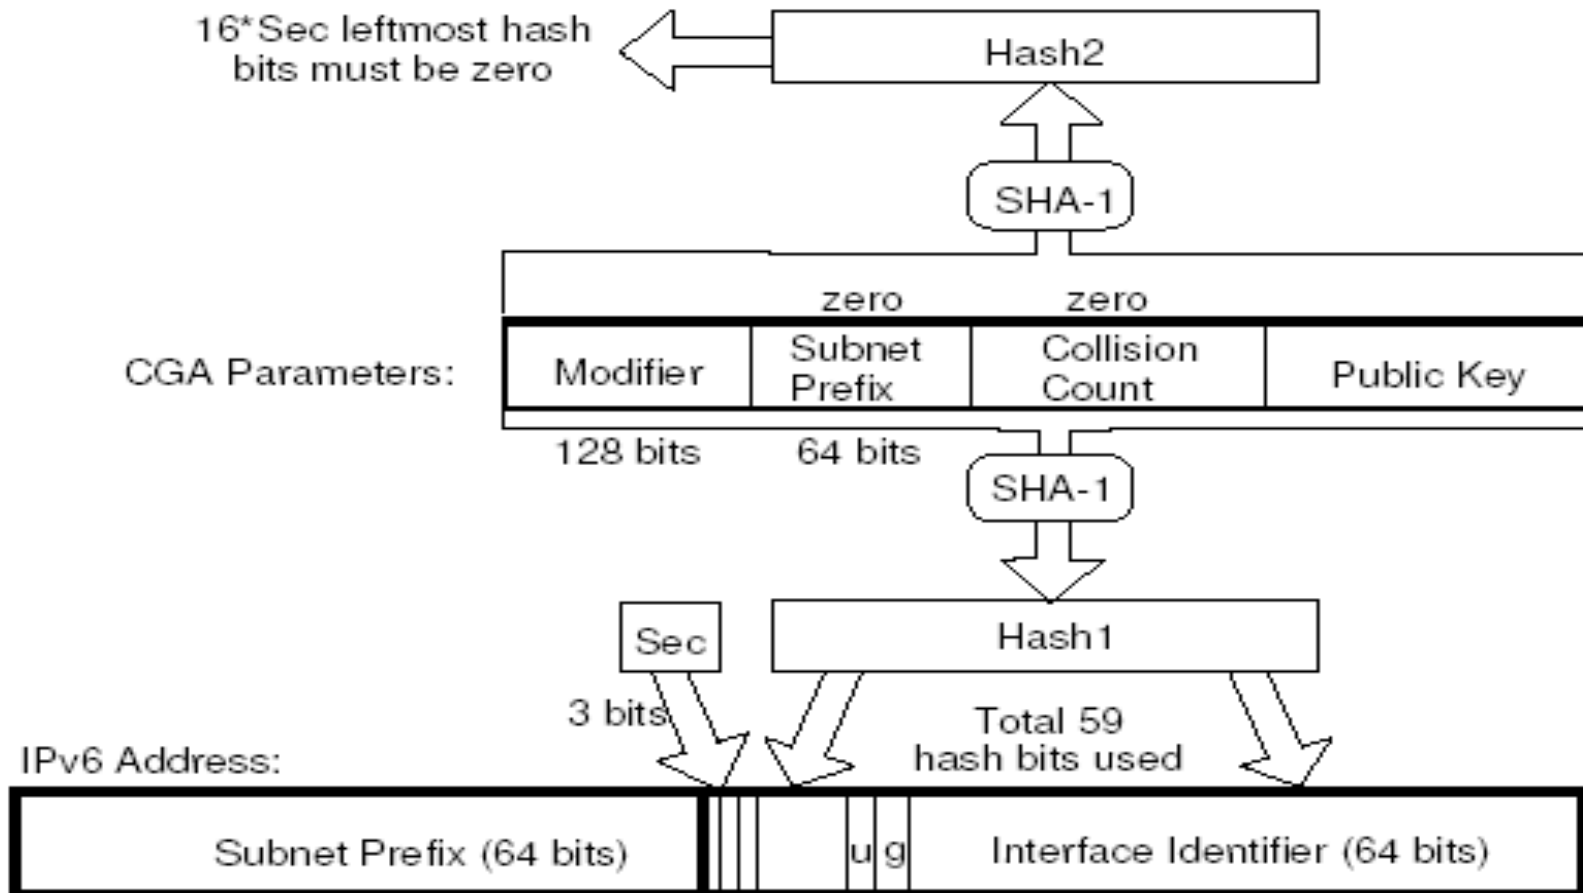 16*Sec leftmost hash
bits must be zero
Hash2
SHA-1
zero
zero
CGA Parameters:
Modifier
Subnet
Prefix
Collision
Count
Public Key
128 bits
64 bits
SHA-1
Sec
Hash1
3 bits
Total 59
hash bits used
IPv6 Address:
Subnet Prefix (64 bits)
u
g
Interface Identifier (64 bits)